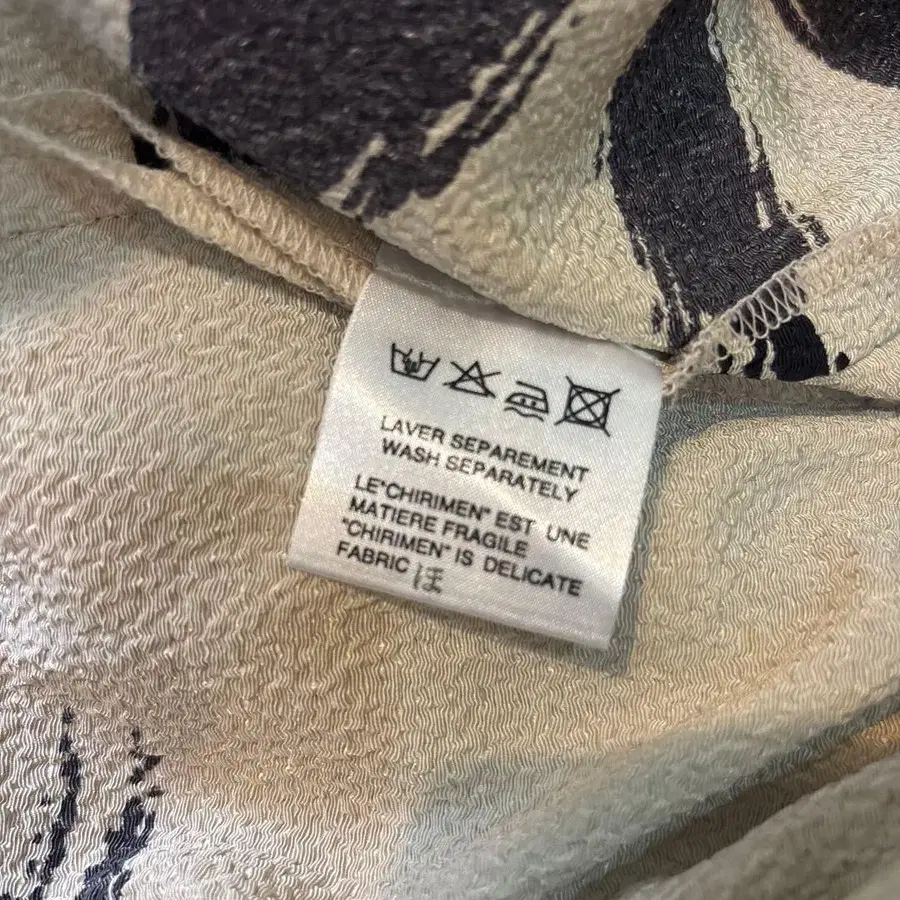 LAVER SEPAREMENT
WASH SEPARATELY
LE"CHIRIMEN" EST UNE
MATIERE FRAGILE
"CHIRIMEN" IS DELICATE
FABRIC ほ